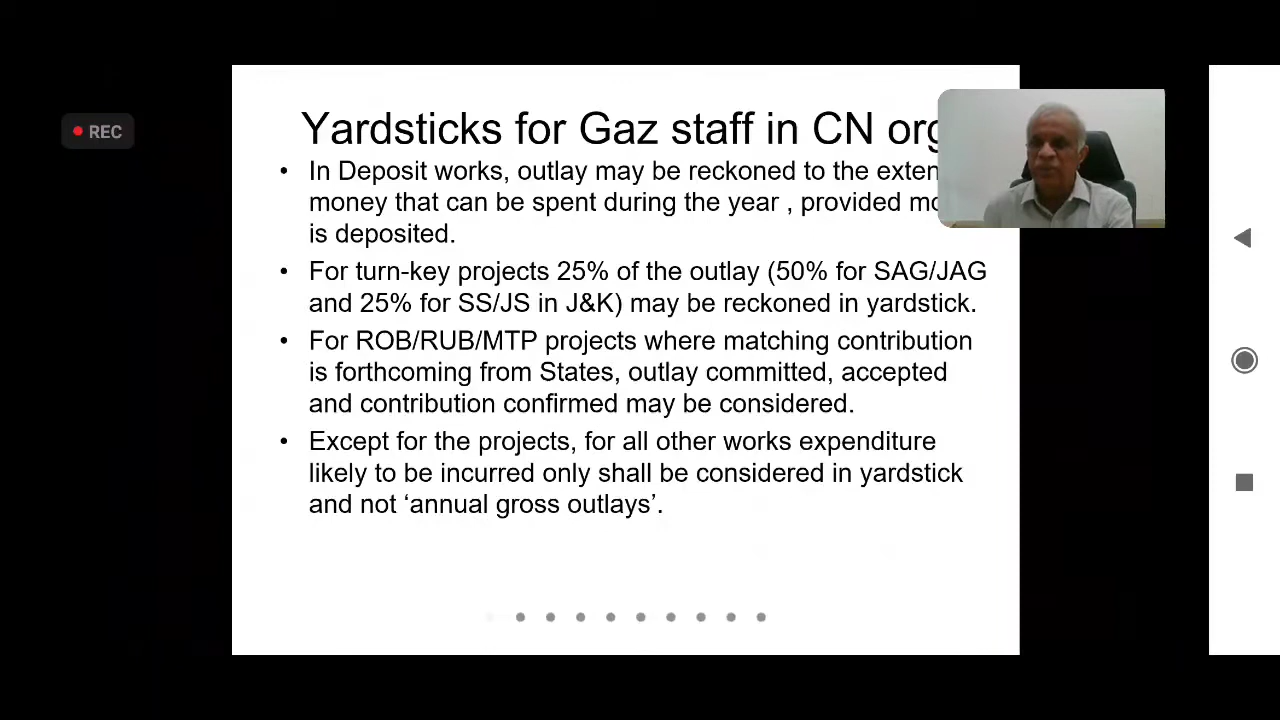 REC
Yardsticks for Gaz staff in CN org
• In Deposit works, outlay may be reckoned to the
money that can be spent during the year , provided
is deposited.
• For turn-key projects 25% of the outlay (50% for SAG/JAG
and 25% for SS/JS in J&K) may be reckoned in yardstick.
• For ROB/RUB/MTP projects where matching contribution
is forthcoming from States, outlay committed, accepted
and contribution confirmed may be considered.
• Except for the projects, for all other works expenditure
likely to be incurred only shall be considered in yardstick
and not ‘annual gross outlays’.